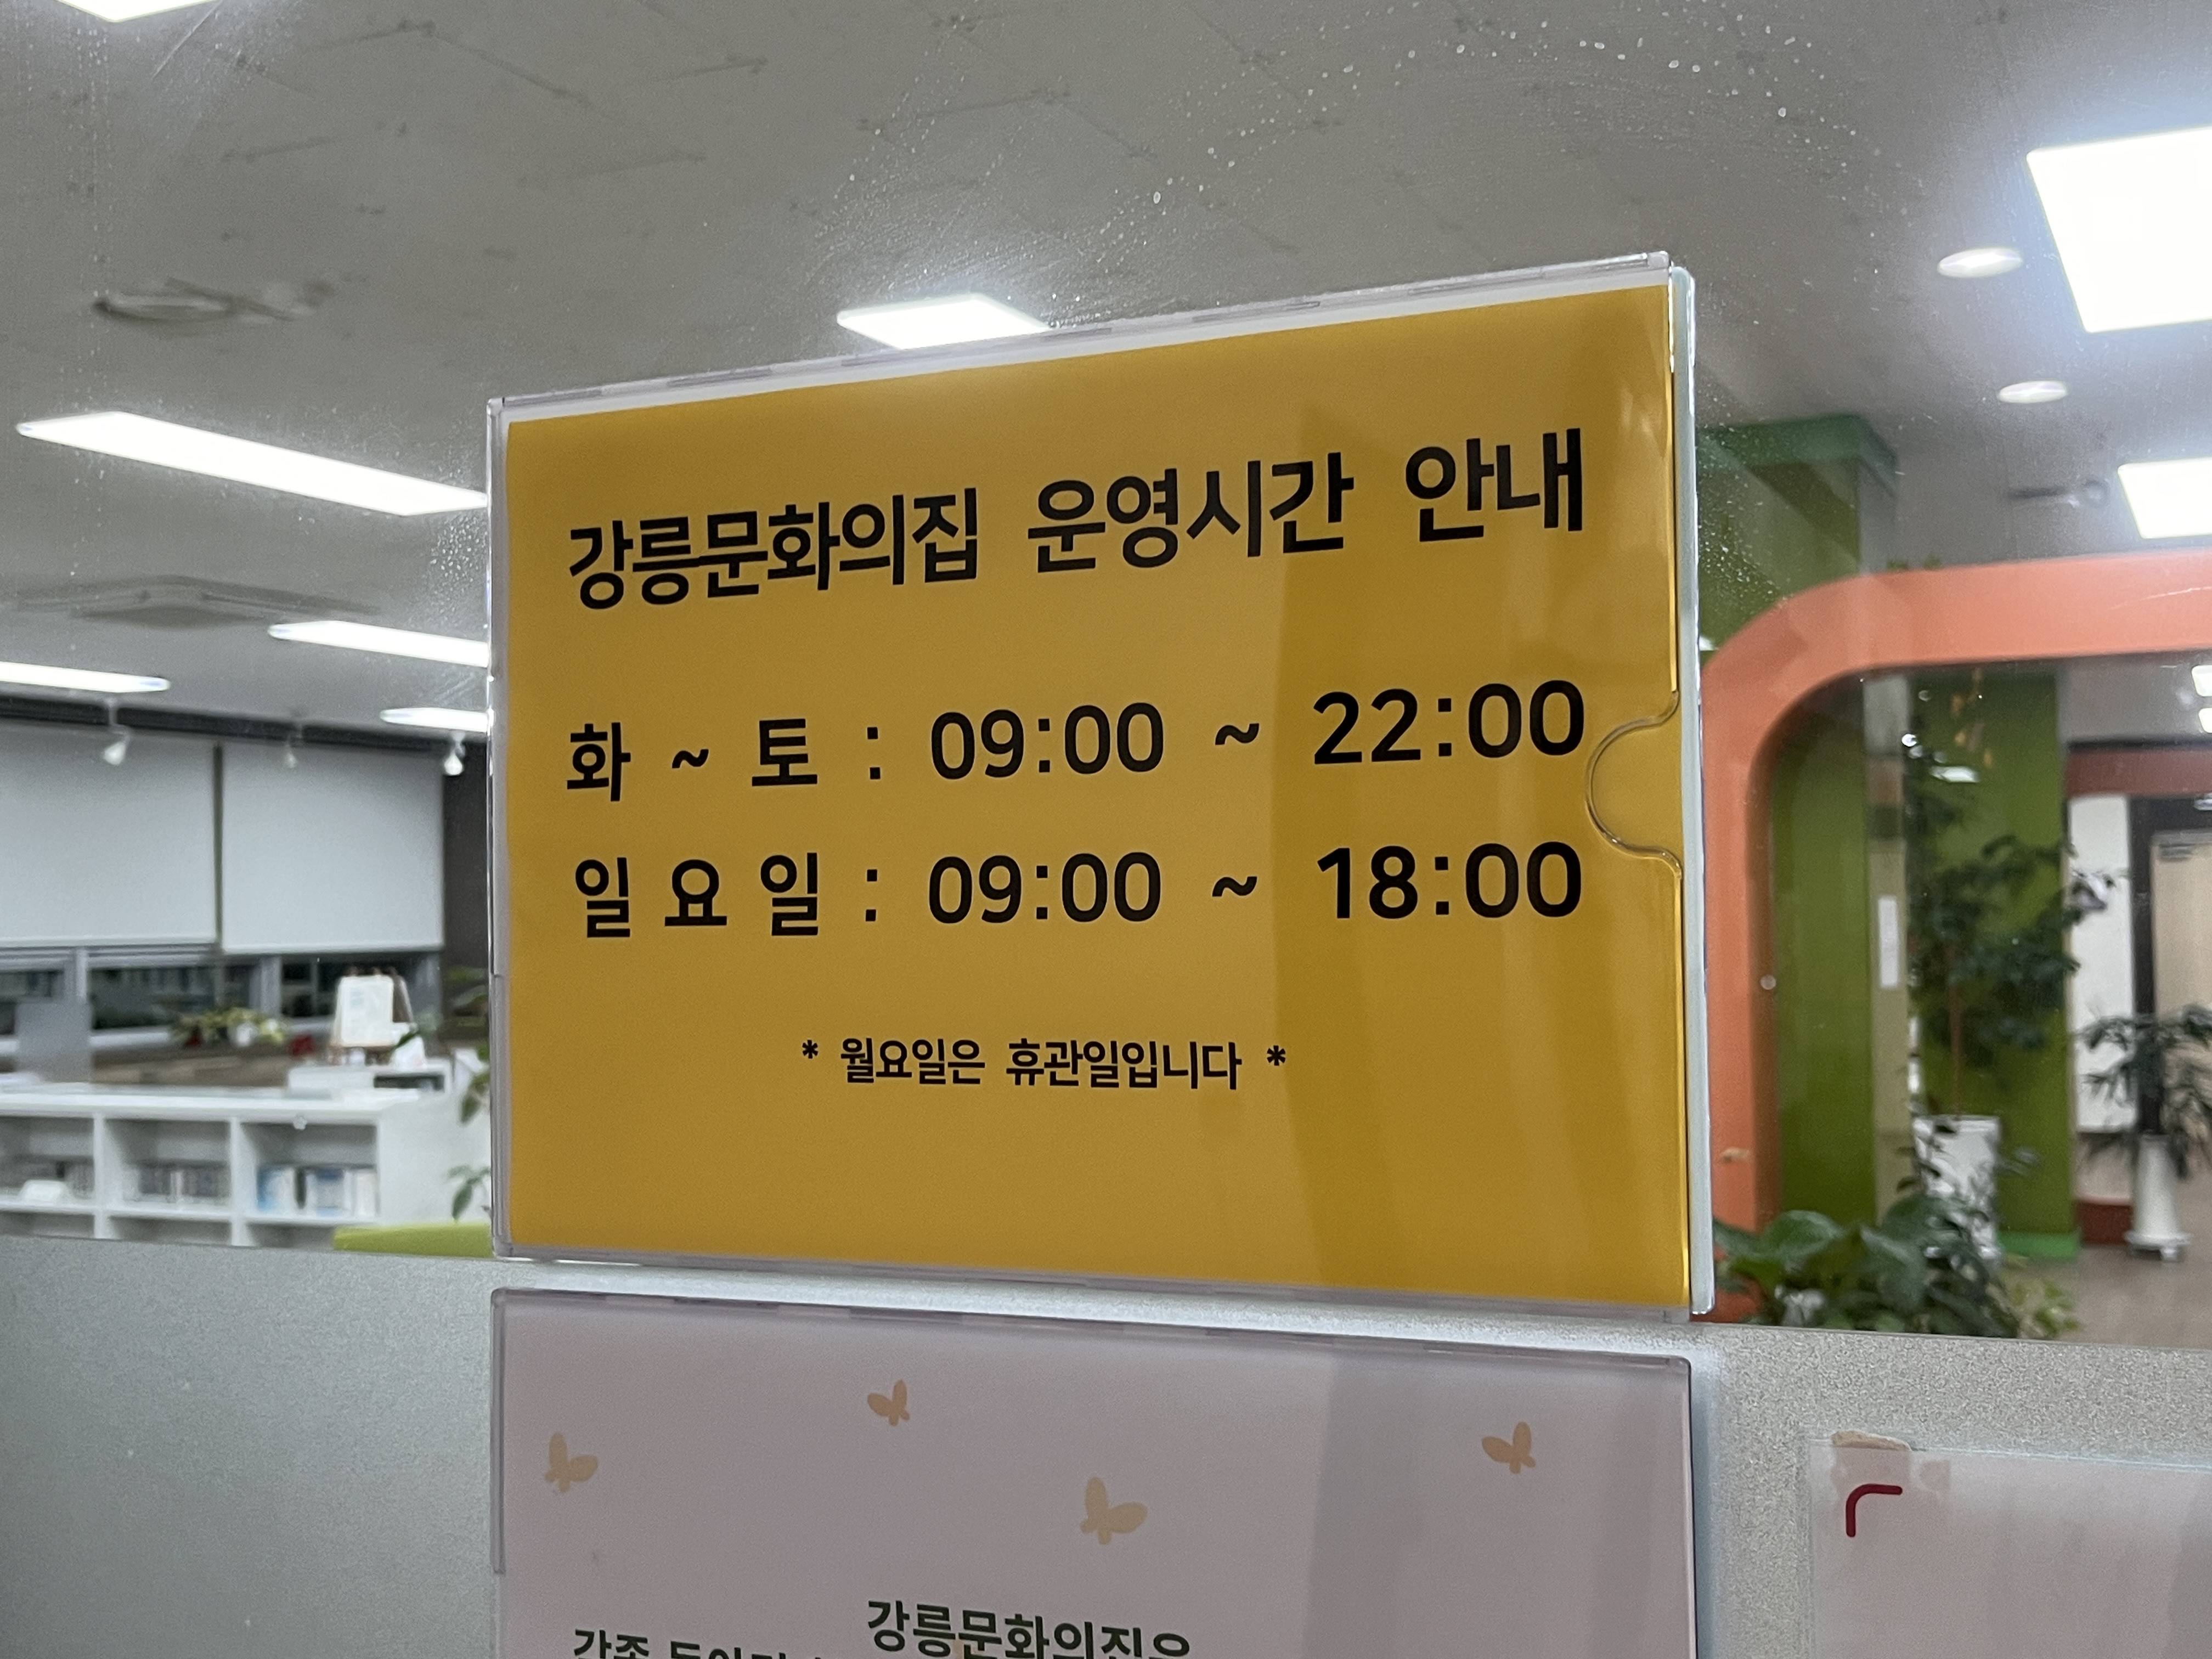 강릉문화의집 운영시간 안내
화 ~ 토 : 09:00 ~ 22:00
일 요 일 : 09:00 ~ 18:00
* 월요일은 휴관일입니다 *
강릉문화의집은